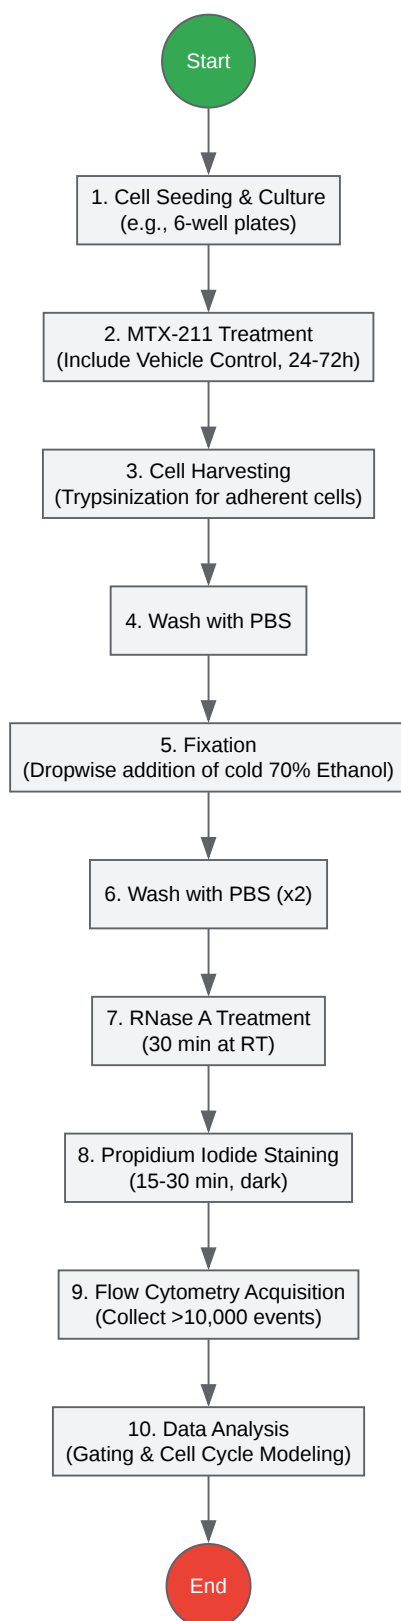 Start
1. Cell Seeding & Culture
(e.g., 6-well plates)
2. MTX-211 Treatment
(Include Vehicle Control, 24-72h)
3. Cell Harvesting
(Trypsinization for adherent cells)
4. Wash with PBS
5. Fixation
(Dropwise addition of cold 70% Ethanol)
6. Wash with PBS (x2)
7. RNase A Treatment
(30 min at RT)
8. Propidium Iodide Staining
(15-30 min, dark)
9. Flow Cytometry Acquisition
(Collect >10,000 events)
10. Data Analysis
(Gating & Cell Cycle Modeling)
End